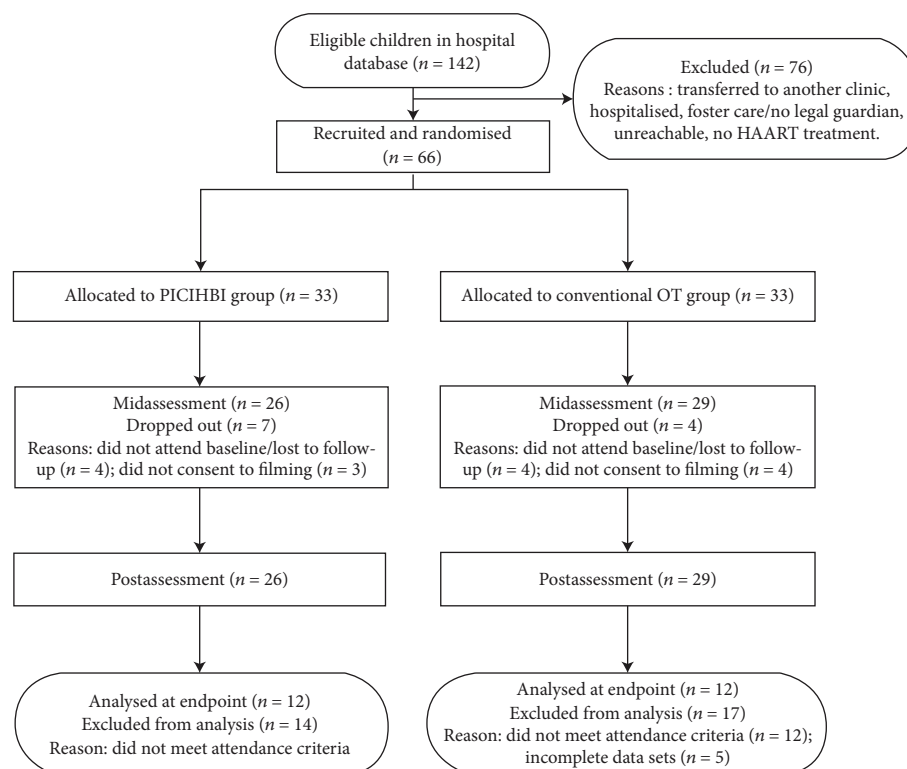 Eligible children in hospital
database (n = 142)
Excluded (n = 76)
Reasons : transferred to another clinic,
hospitalised, foster care/no legal guardian,
unreachable, no HAART treatment.
Recruited and randomised
(n = 66)
Allocated to PICIHBI group (n = 33)
Allocated to conventional OT group (n = 33)
Midassessment (n = 26)
Dropped out (n = 7)
Reasons: did not attend baseline/lost to follow-
up (n = 4); did not consent to filming (n = 3)
Midassessment (n = 29)
Dropped out (n = 4)
Reasons: did not attend baseline/lost to follow-
up (n = 4); did not consent to filming (n = 4)
Postassessment (n = 26)
Postassessment (n = 29)
Analysed at endpoint (n = 12)
Excluded from analysis (n = 14)
Reason: did not meet attendance criteria
Analysed at endpoint (n = 12)
Excluded from analysis (n = 17)
Reason: did not meet attendance criteria (n = 12);
incomplete data sets (n = 5)